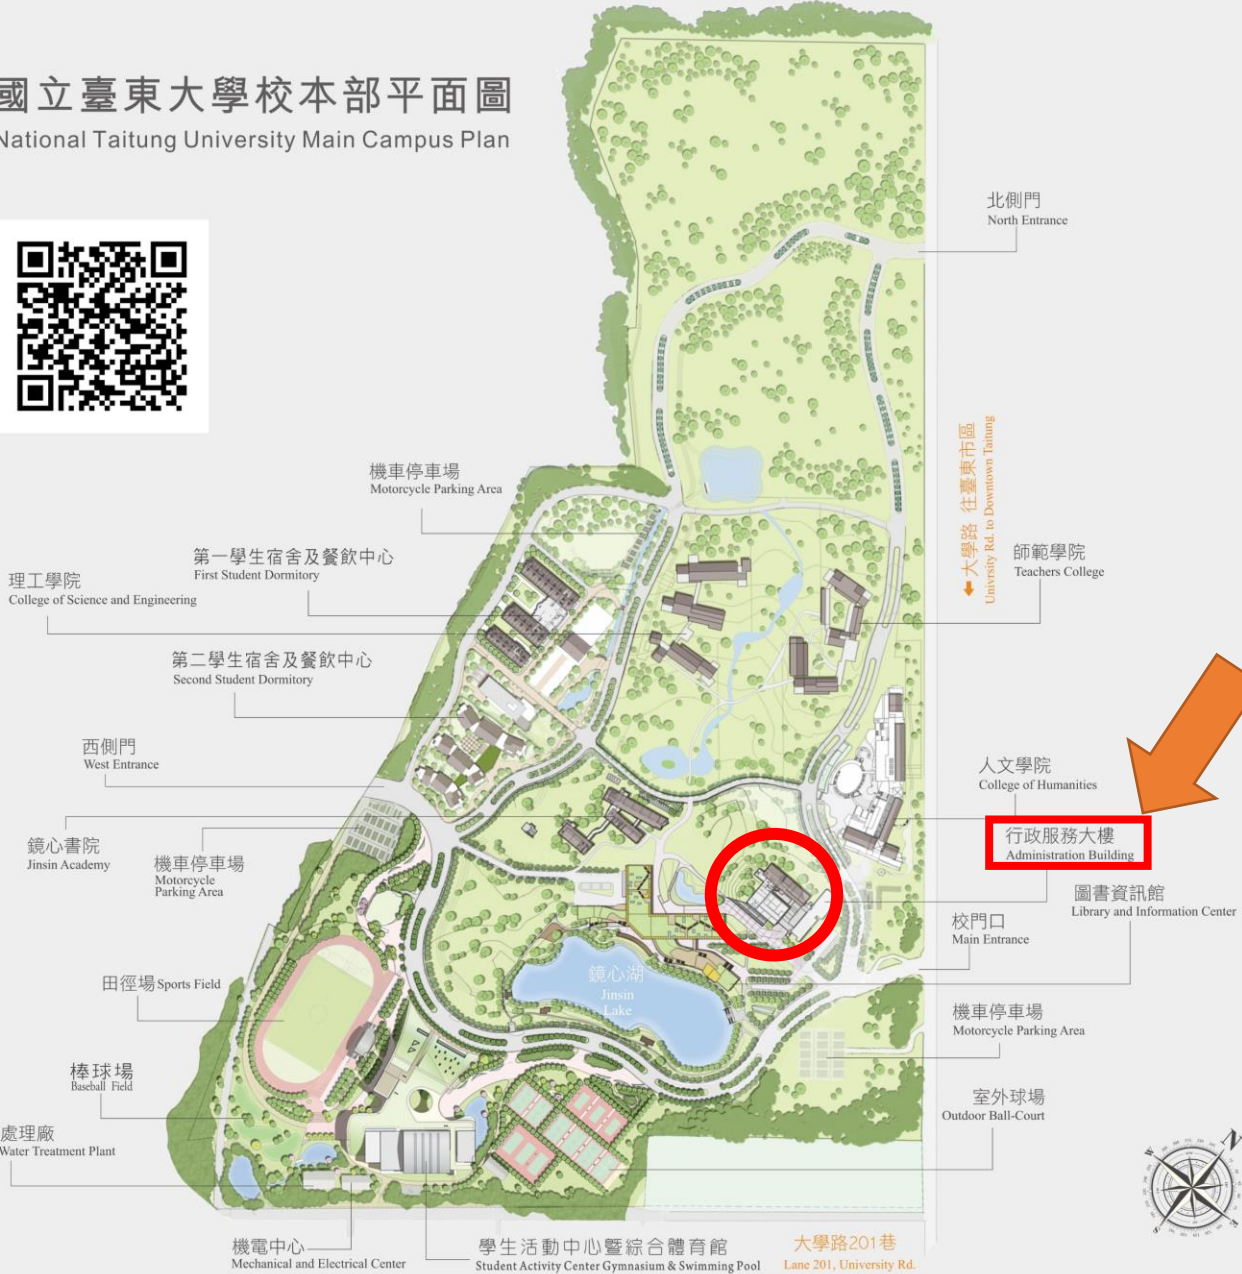 國立臺東大學校本部平面圖
National Taitung University Main Campus Plan
北側門
North Entrance
機車停車場
Motorcycle Parking Area
大學路 往臺東市區
Univrsity Rd. to Downtown Taitung
師範學院
Teachers College
第一學生宿舍及餐飲中心
First Student Dormitory
理工學院
College of Science and Engineering
第二學生宿舍及餐飲中心
Second Student Dormitory
西側門
West Entrance
人文學院
College of Humanities
行政服務大樓
Administration Building
鏡心書院
Jinsin Academy
機車停車場
Motorcycle
Parking Area
圖書資訊館
Library and Information Center
校門口
Main Entrance
鏡心湖
Jinsin
Lake
田徑場 Sports Field
機車停車場
Motorcycle Parking Area
棒球場
Baseball Field
室外球場
Outdoor Ball-Court
處理廠
Water Treatment Plant
機電中心
Mechanical and Electrical Center
學生活動中心暨綜合體育館
Student Activity Center Gymnasium & Swimming Pool
大學路201巷
Lane 201, University Rd.
N
W
E
S